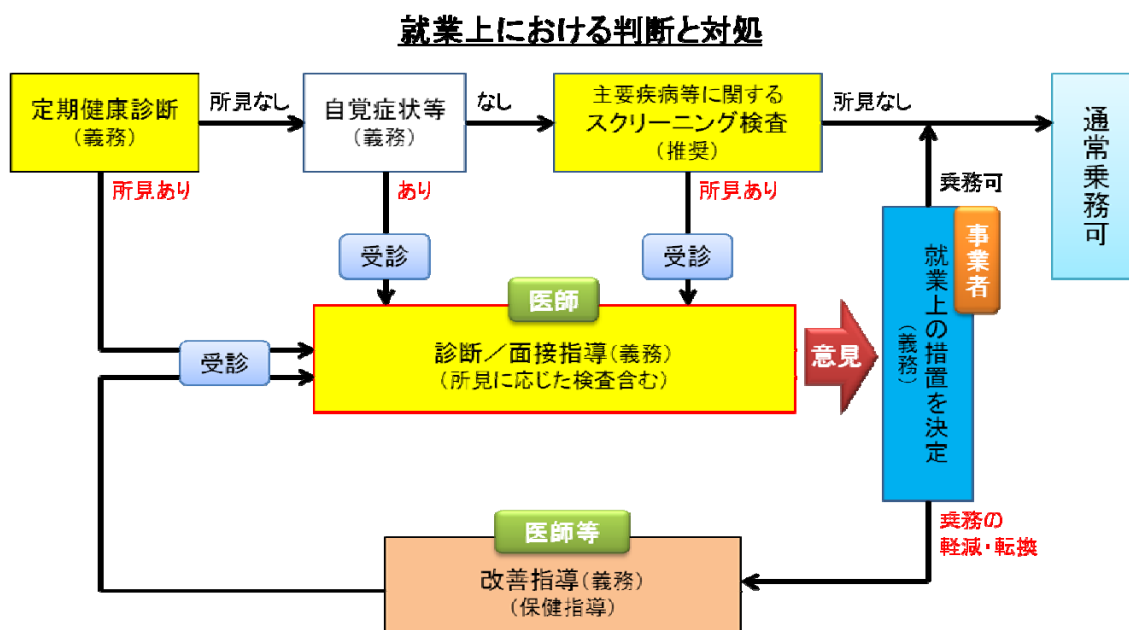 就業上における判断と対処
定期健康診断
(義務)
所見なし
自覚症状等
(義務)
なし
主要疾病等に関する
スクリーニング検査
(推奨)
所見なし
通常乗務可
所見あり
あり
所見あり
乗務可
受診
受診
事業者
医師
就業上の措置を決定
(義務)
診断／面接指導(義務)
(所見に応じた検査含む)
意見
受診
乗務の
軽減・転換
医師等
改善指導(義務)
(保健指導)